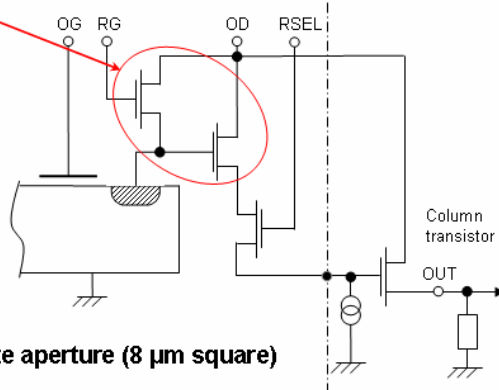 OG RG OD RSEL
Column
transistor
OUT
aperture (8 µm square)